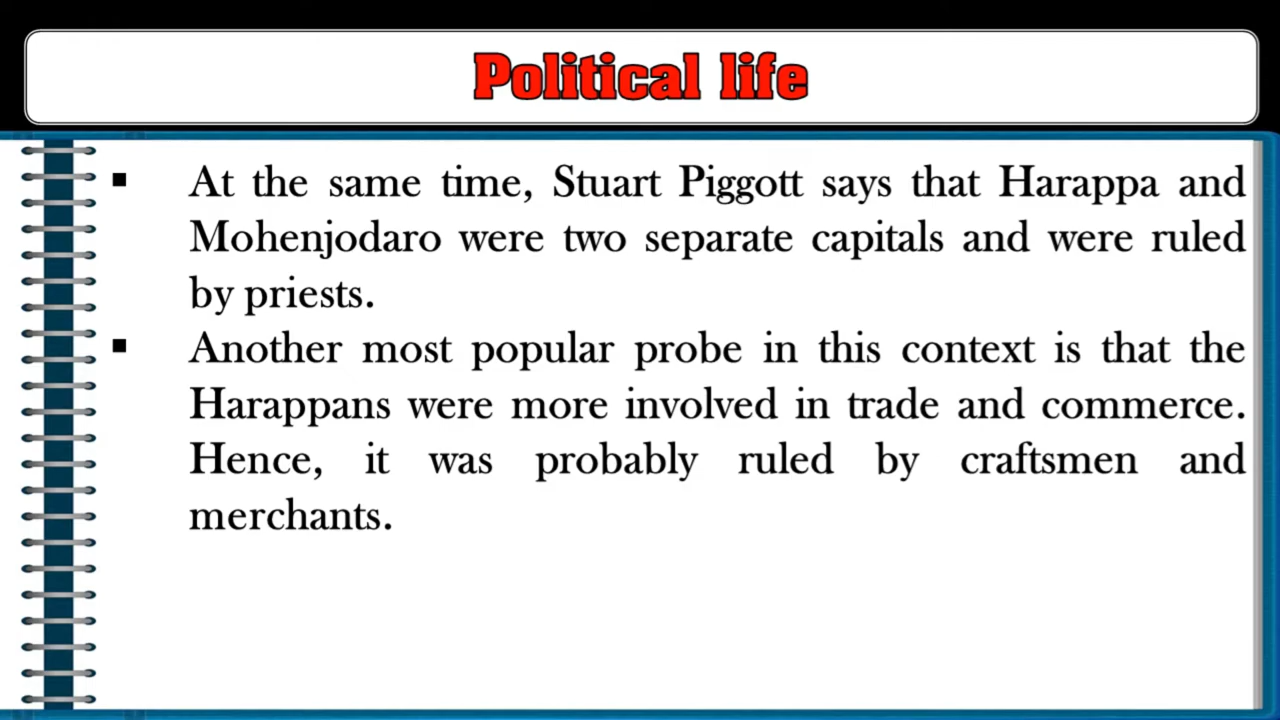 Political life
▪ At the same time, Stuart Piggott says that Harappa and
Mohenjodaro were two separate capitals and were ruled
by priests.
▪ Another most popular probe in this context is that the
Harappans were more involved in trade and commerce.
Hence, it was probably ruled by craftsmen and
merchants.